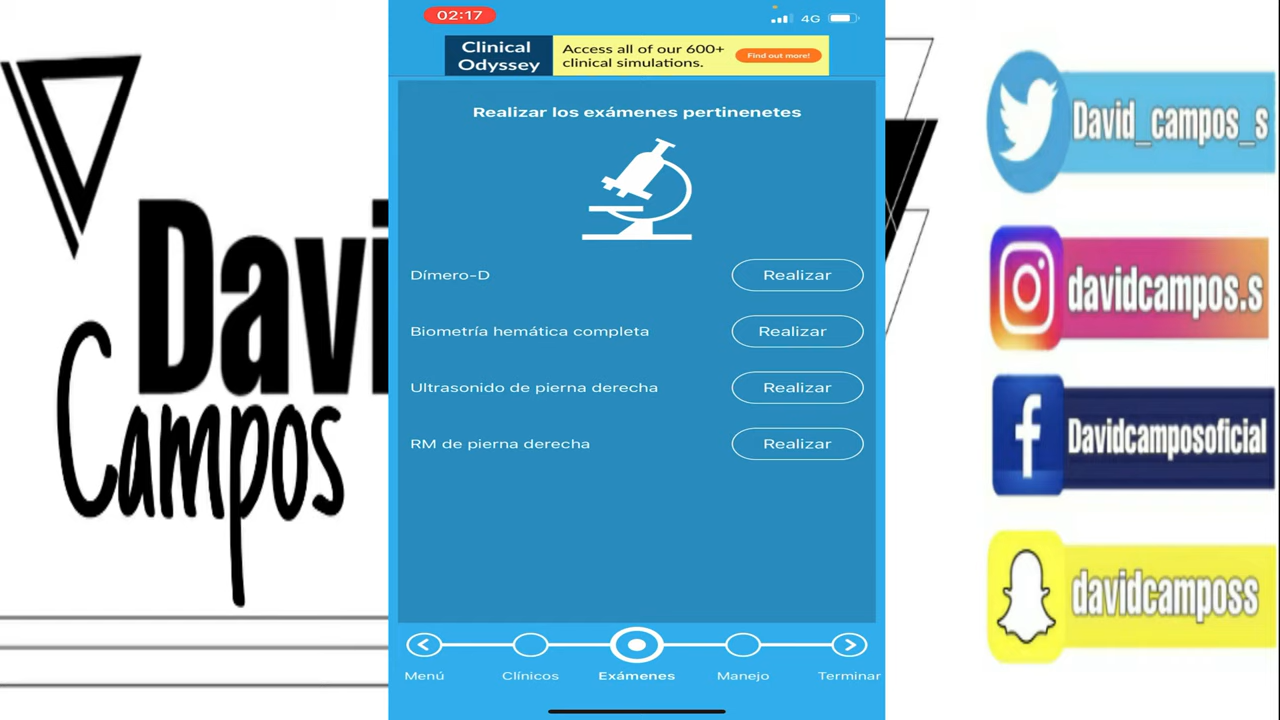 02:17
4G
Clinical
Odyssey
Access all of our 600+
clinical simulations.
Find out more!
Realizar los exámenes pertinenetes
Dímero-D
Realizar
Biometría hemática completa
Realizar
Ultrasonido de pierna derecha
Realizar
RM de pierna derecha
Realizar
Menú
Clínicos
Exámenes
Manejo
Terminar
Davi
Campos
David_campos_s
davidcampos.s
Davidcamposoficial
davidcamposs